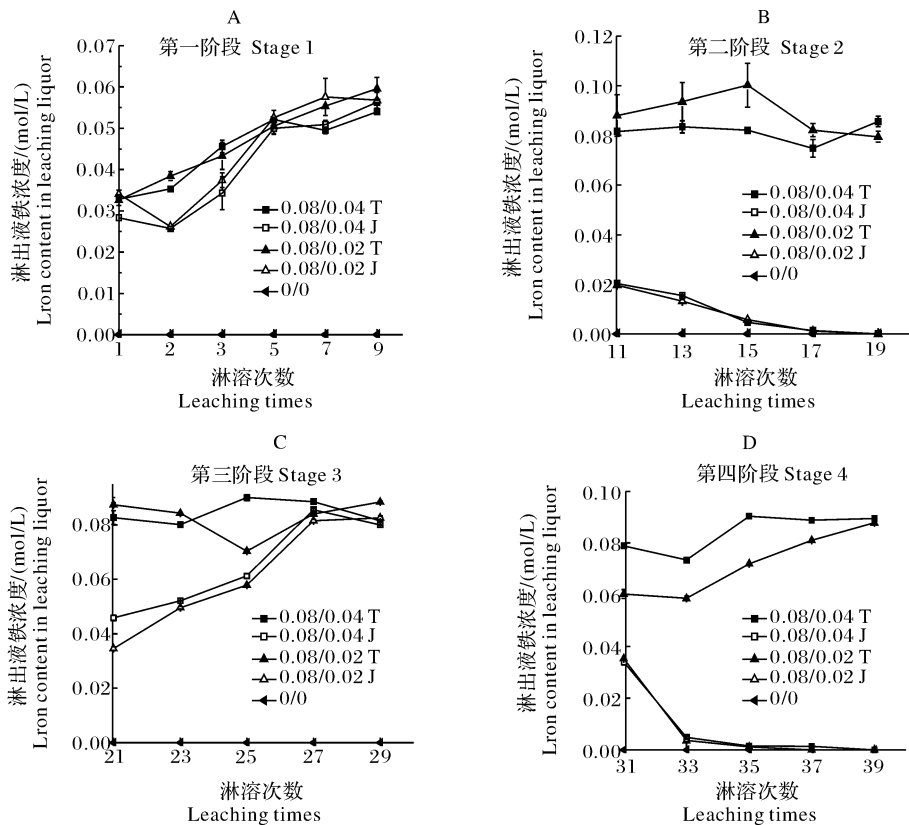 A
第一阶段 Stage 1
淋出液铁浓度/(mol/L)
Lron content in leaching liquor
0.07
0.06
0.05
0.04
0.03
0.02
0.01
0.00
0.08/0.04 T
0.08/0.04 J
0.08/0.02 T
0.08/0.02 J
0/0
1 2 3 5 7 9
淋溶次数
Leaching times
B
第二阶段 Stage 2
淋出液铁浓度/(mol/L)
Lron content in leaching liquor
0.12
0.10
0.08
0.06
0.04
0.02
0.00
0.08/0.04 T
0.08/0.04 J
0.08/0.02 T
0.08/0.02 J
0/0
11 13 15 17 19
淋溶次数
Leaching times
C
第三阶段 Stage 3
淋出液铁浓度/(mol/L)
Lron content in leaching liquor
0.08
0.06
0.04
0.02
0.00
0.08/0.04 T
0.08/0.04 J
0.08/0.02 T
0.08/0.02 J
0/0
21 23 25 27 29
淋溶次数
Leaching times
D
第四阶段 Stage 4
淋出液铁浓度/(mol/L)
Lron content in leaching liquor
0.10
0.08
0.06
0.04
0.02
0.00
0.08/0.04 T
0.08/0.04 J
0.08/0.02 T
0.08/0.02 J
0/0
31 33 35 37 39
淋溶次数
Leaching times